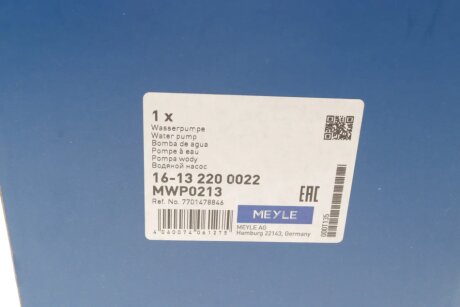 1 x
Wasserpumpe
Water pump
Bomba de agua
Pompe à eau
Pompa wody
Водяной насос
16-13 220 0022
MWP0213
Ref. No. 7701478846
EAC
MEYLE
MEYLE AG
Hamburg 22143, Germany
4 040074 061275